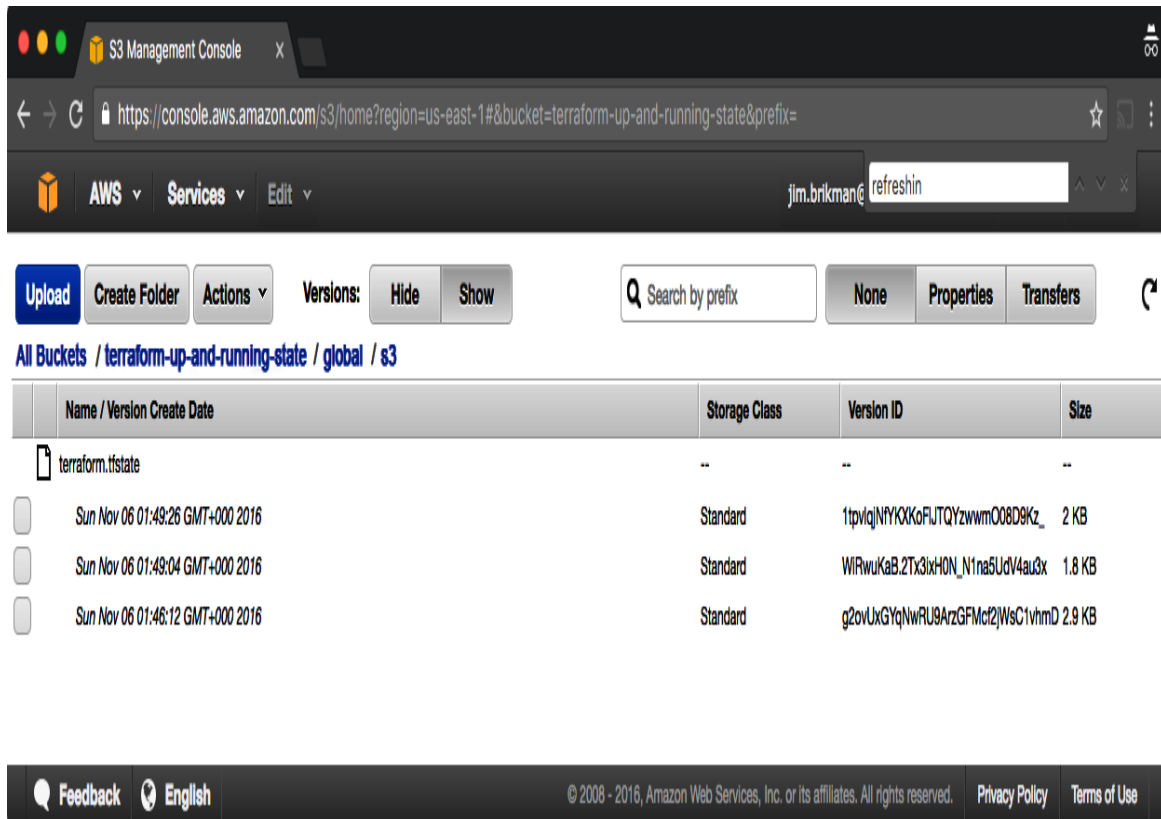 S3 Management Console
https://console.aws.amazon.com/s3/home?region=us-east-1#&bucket=terraform-up-and-running-state&prefix=
AWS Services Edit jim.brikman@ refreshin
Upload Create Folder Actions Versions: Hide Show Search by prefix None Properties Transfers
All Buckets / terraform-up-and-running-state / global / s3
Name / Version Create Date Storage Class Version ID Size
terraform.tfstate -- -- --
Sun Nov 06 01:49:26 GMT+000 2016 Standard 2 KB
Sun Nov 06 01:49:04 GMT+000 2016 Standard 1.8 KB
Sun Nov 06 01:46:12 GMT+000 2016 Standard g2ovUxGYqNwRU9ArzGFMcf2jWsC1vhmD 2.9 KB
Feedback English © 2008 - 2016, Amazon Web Services, Inc. or its affiliates. All rights reserved. Privacy Policy Terms of Use